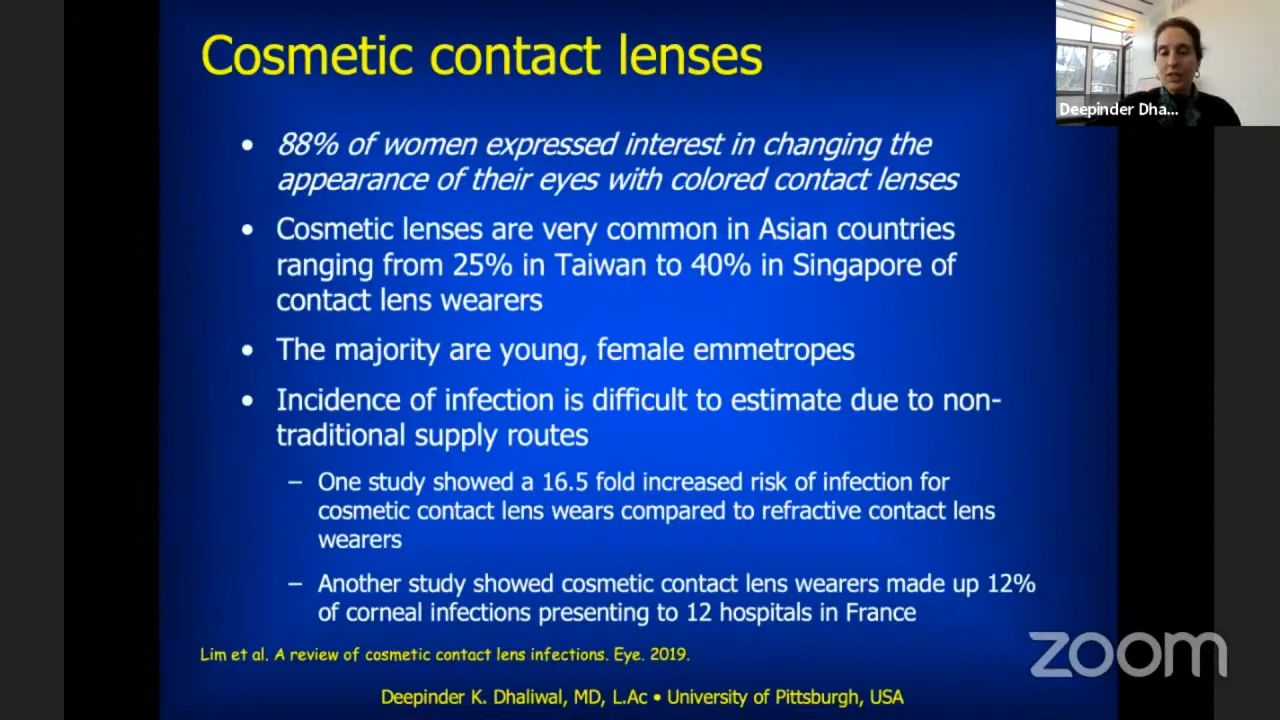 Cosmetic contact lenses
Deepinder Dha...
• 88% of women expressed interest in changing the
appearance of their eyes with colored contact lenses
• Cosmetic lenses are very common in Asian countries
ranging from 25% in Taiwan to 40% in Singapore of
contact lens wearers
• The majority are young, female emmetropes
• Incidence of infection is difficult to estimate due to non-
traditional supply routes
– One study showed a 16.5 fold increased risk of infection for
cosmetic contact lens wears compared to refractive contact lens
wearers
– Another study showed cosmetic contact lens wearers made up 12%
of corneal infections presenting to 12 hospitals in France
Lim et al. A review of cosmetic contact lens infections. Eye. 2019.
zoom
Deepinder K. Dhaliwal, MD, L.Ac • University of Pittsburgh, USA